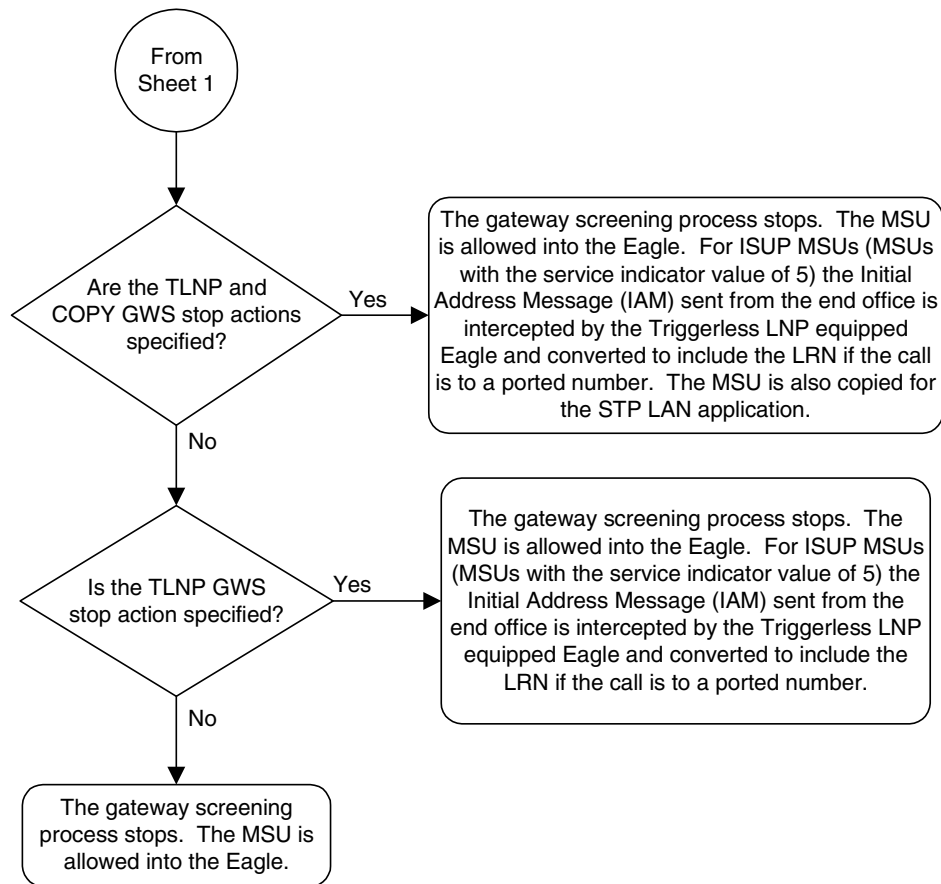 From
Sheet 1
Are the TLNP and
COPY GWS stop actions
specified?
Yes
The gateway screening process stops.  The MSU
is allowed into the Eagle.  For ISUP MSUs (MSUs
with the service indicator value of 5) the Initial
Address Message (IAM) sent from the end office is
intercepted by the Triggerless LNP equipped
Eagle and converted to include the LRN if the call
is to a ported number.  The MSU is also copied for
the STP LAN application.
No
Is the TLNP GWS
stop action specified?
Yes
The gateway screening process stops.  The
MSU is allowed into the Eagle.  For ISUP MSUs
(MSUs with the service indicator value of 5) the
Initial Address Message (IAM) sent from the
end office is intercepted by the Triggerless LNP
equipped Eagle and converted to include the
LRN if the call is to a ported number.
No
The gateway screening
process stops.  The MSU is
allowed into the Eagle.